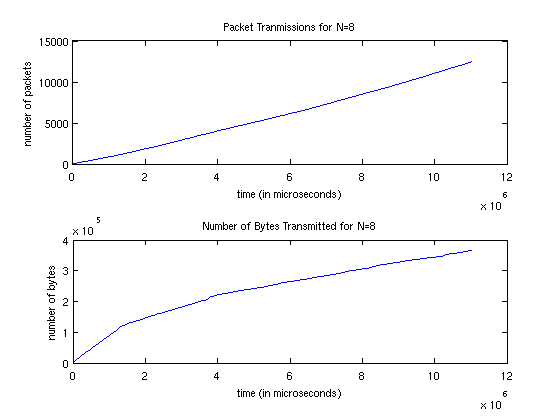 Packet Tranmissions for N=8
15000
10000
5000
0
number of packets
0 2 4 6 8 10 12
time (in microseconds)
x 10 6
Number of Bytes Transmitted for N=8
x 10 5
4
3
2
1
0
number of bytes
0 2 4 6 8 10 12
time (in microseconds)
x 10 6